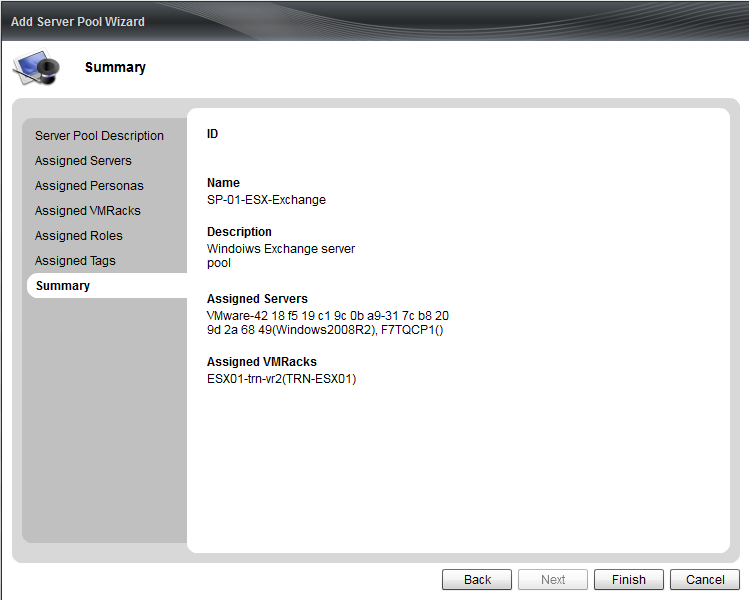 Add Server Pool Wizard
Summary
Server Pool Description
Assigned Servers
Assigned Personas
Assigned VMRacks
Assigned Roles
Assigned Tags
Summary
ID
Name
SP-01-ESX-Exchange
Description
Windoiws Exchange server
pool
Assigned Servers
VMware-42 18 f5 19 c1 9c 0b a9-31 7c b8 20
9d 2a 68 49(Windows2008R2), F7TQCP1()
Assigned VMRacks
ESX01-trn-vr2(TRN-ESX01)
Back Next Finish Cancel